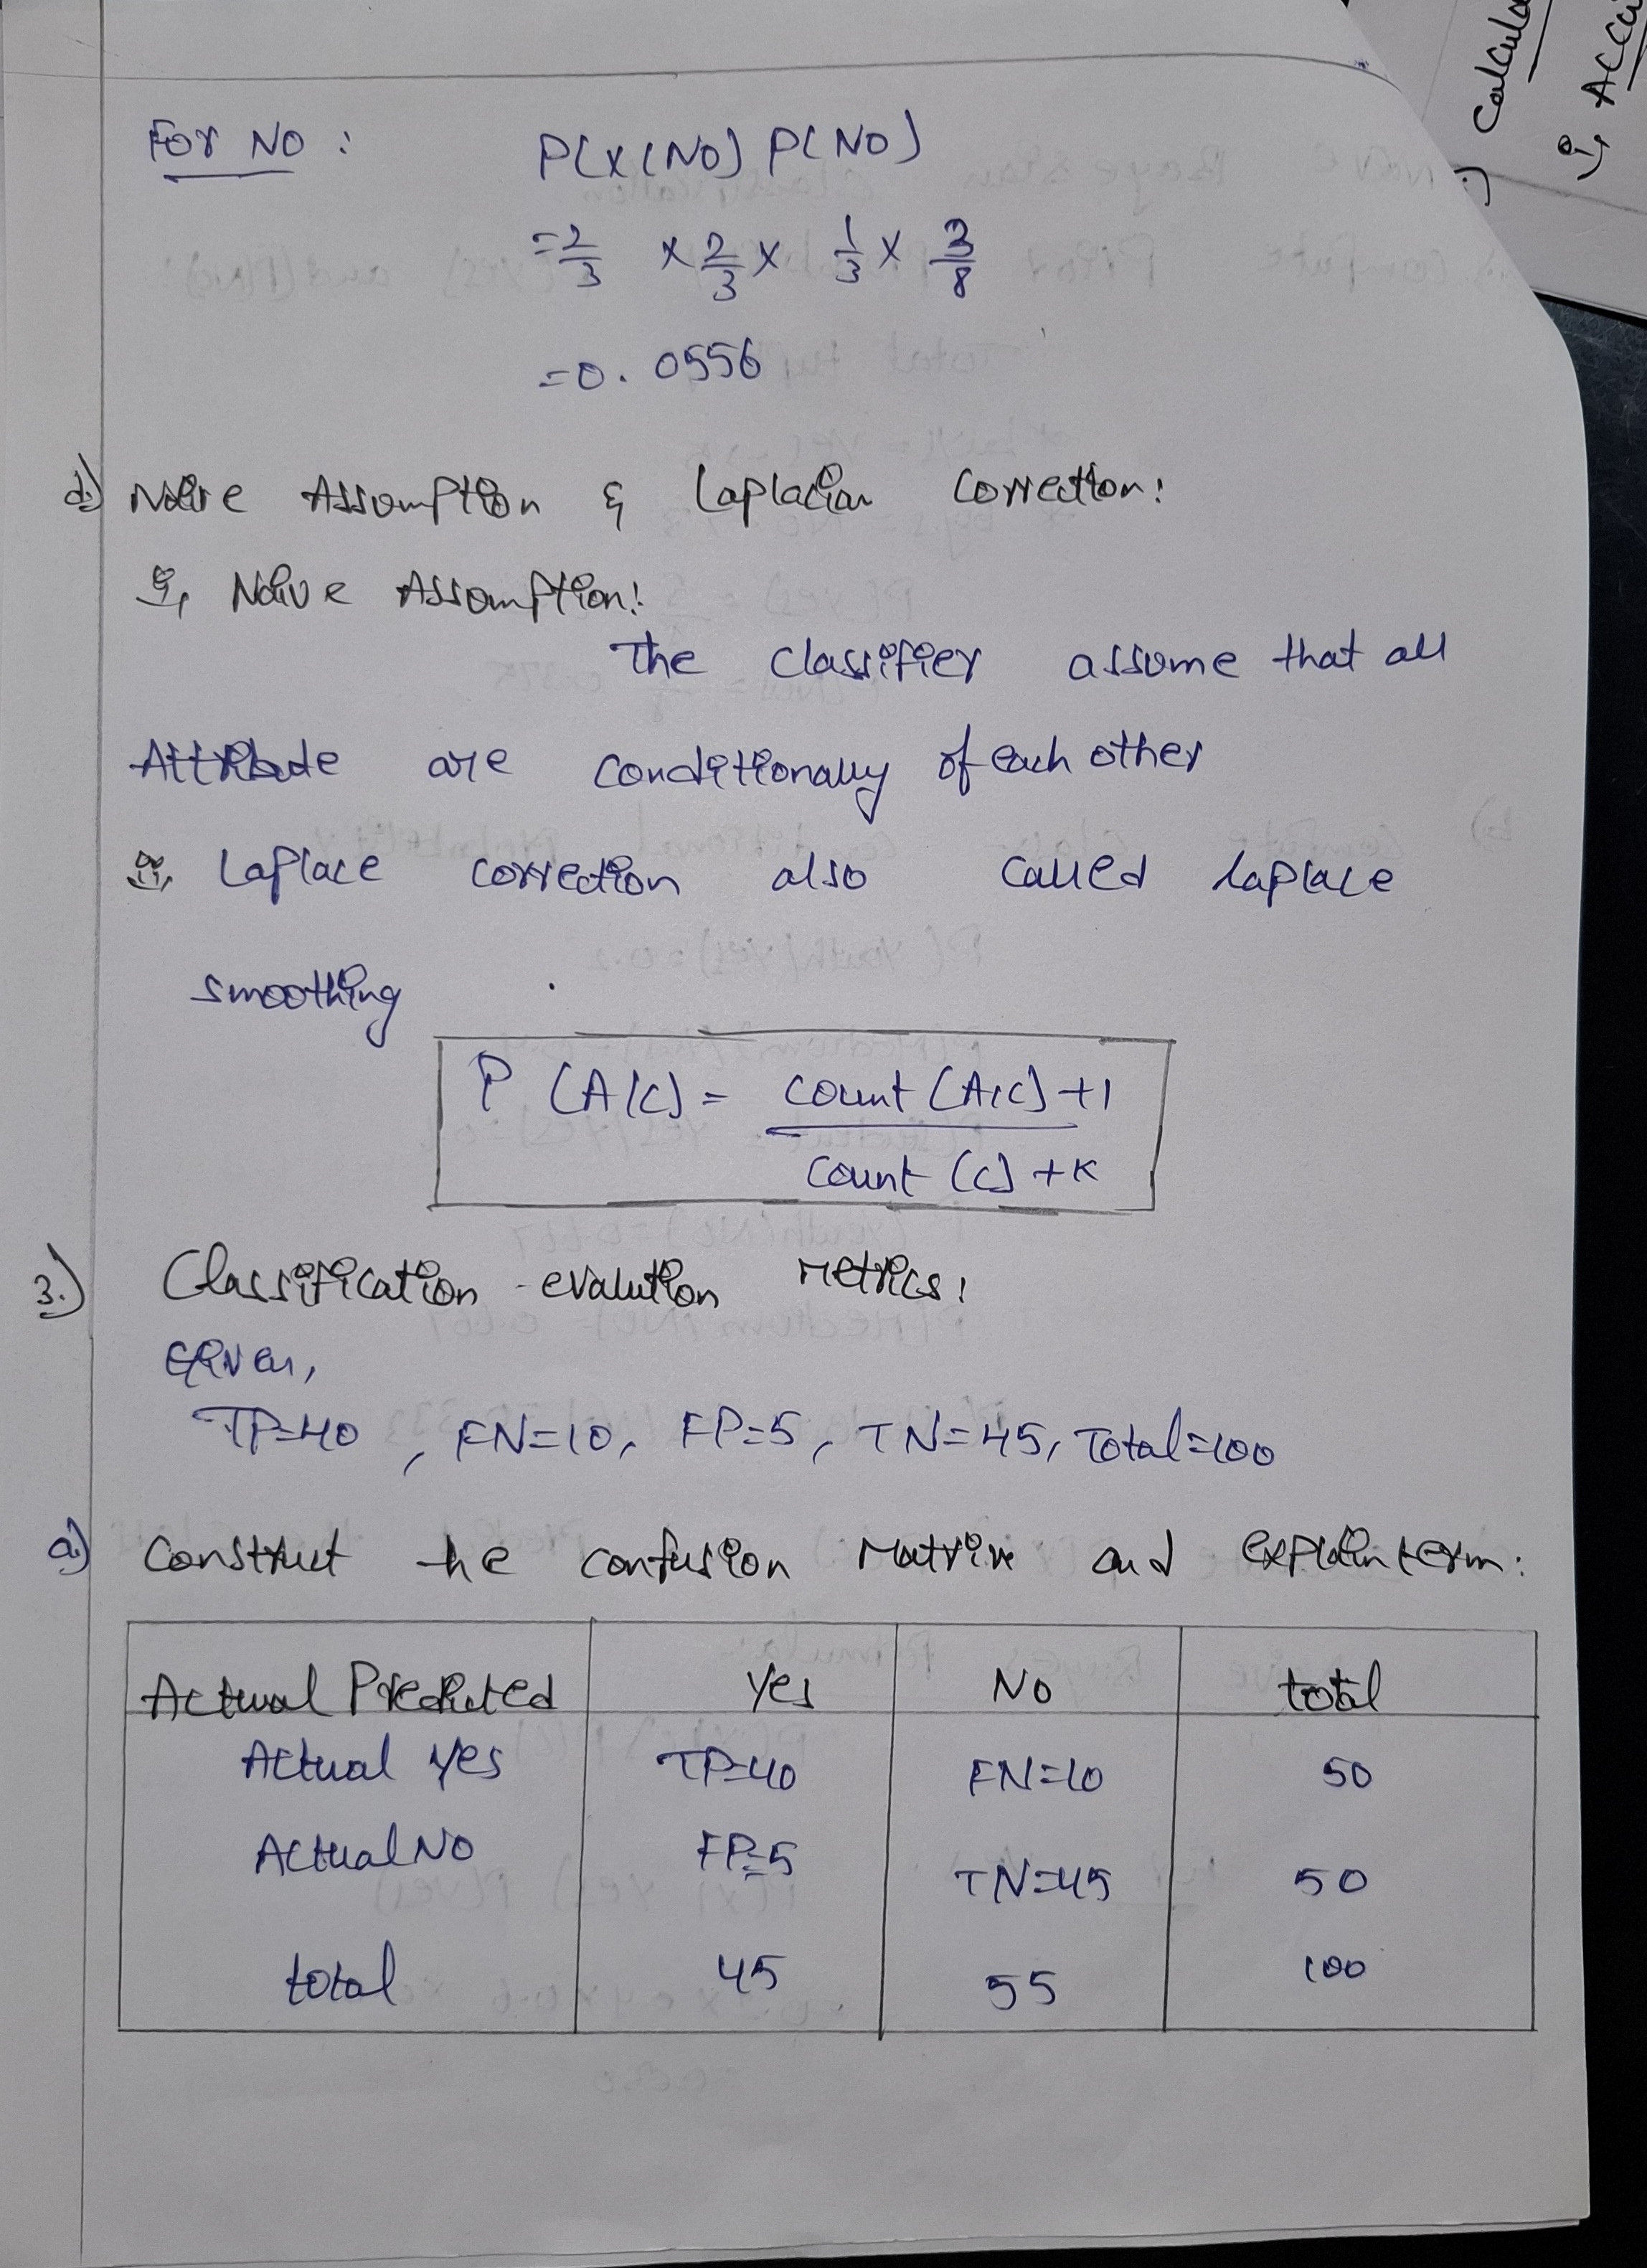 For NO : P(X(NO) P(NO)
= 2/3 × 2/3 × 1/3 × 3/8
= 0.0556
d) Naive Assumption & Laplacian Correction:
i, Naive Assumption:
The classifier assume that all
Attribute are conditionally of each other
ii, Laplace correction also called laplace
smoothing
P (A/C) = Count (A,C) + 1
Count (C) + K
3.) Classification evalution metrics:
Given,
TP=40, FN=10, FP=5, TN=45, Total=100
a) Construct the confusion Matrix and explain term:
Actual Predicted Yes No total
Actual Yes TP=40 FN=10 50
Actual NO FP=5 TN=45 50
total 45 55 100